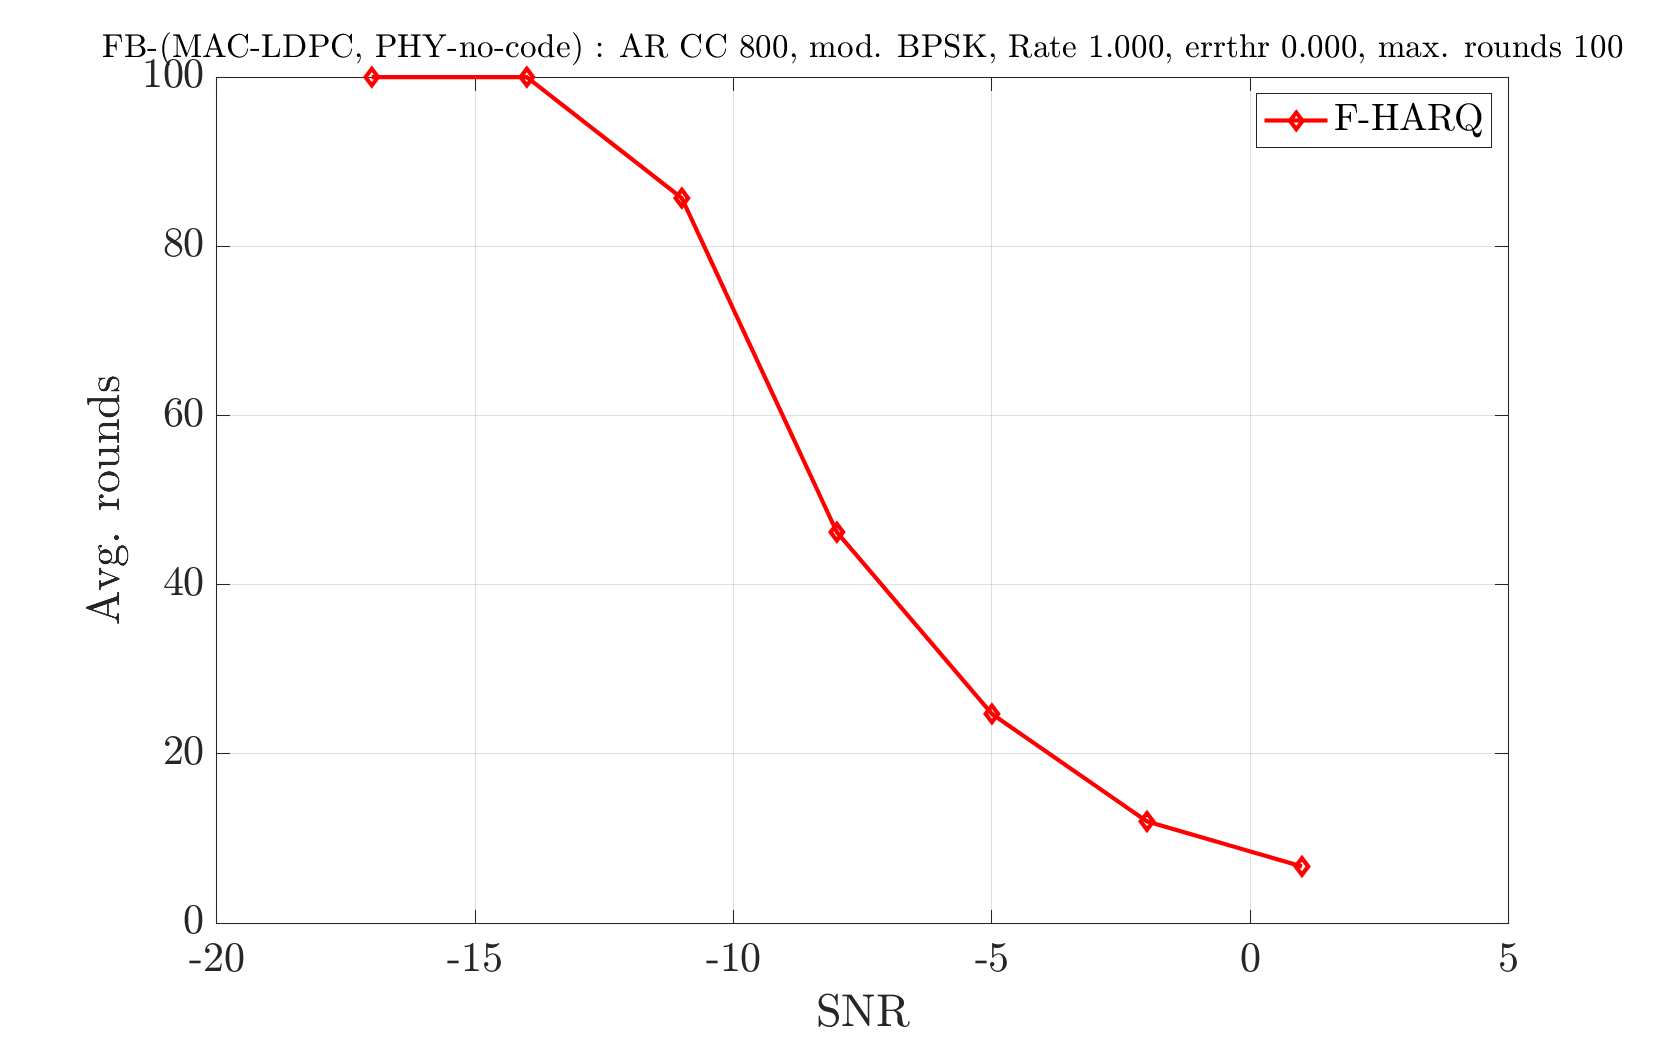 FB-(MAC-LDPC, PHY-no-code) : AR CC 800, mod. BPSK, Rate 1.000, errthr 0.000, max. rounds 100
F-HARQ
100
80
60
40
20
0
Avg. rounds
-20 -15 -10 -5 0 5
SNR